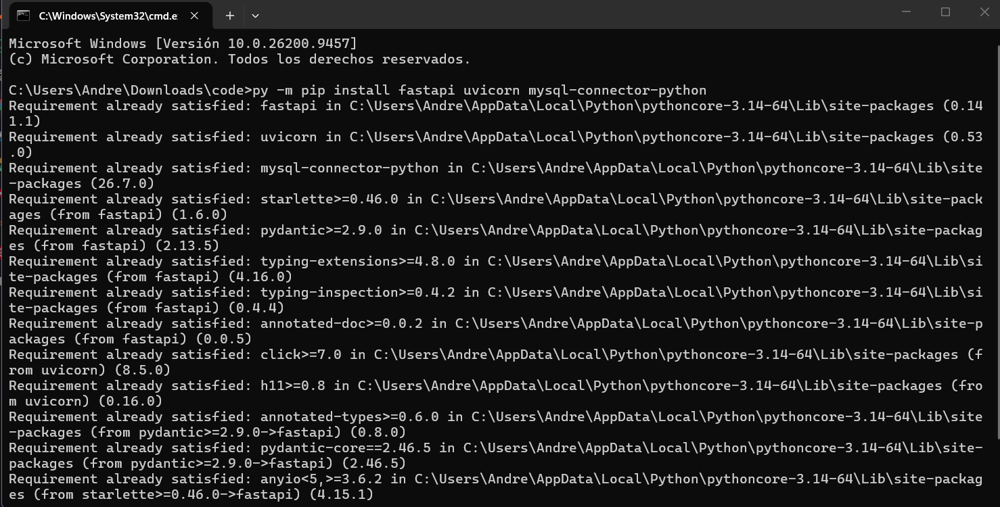 C:\Windows\System32\cmd.e
Microsoft Windows [Versión 10.0.26200.9457]
(c) Microsoft Corporation. Todos los derechos reservados.
C:\Users\Andre\Downloads\code>py -m pip install fastapi uvicorn mysql-connector-python
Requirement already satisfied: fastapi in C:\Users\Andre\AppData\Local\Python\pythoncore-3.14-64\Lib\site-packages (0.14
1.1)
Requirement already satisfied: uvicorn in C:\Users\Andre\AppData\Local\Python\pythoncore-3.14-64\Lib\site-packages (0.53
.0)
Requirement already satisfied: mysql-connector-python in C:\Users\Andre\AppData\Local\Python\pythoncore-3.14-64\Lib\site
-packages (26.7.0)
Requirement already satisfied: starlette>=0.46.0 in C:\Users\Andre\AppData\Local\Python\pythoncore-3.14-64\Lib\site-pack
ages (from fastapi) (1.6.0)
Requirement already satisfied: pydantic>=2.9.0 in C:\Users\Andre\AppData\Local\Python\pythoncore-3.14-64\Lib\site-packag
es (from fastapi) (2.13.5)
Requirement already satisfied: typing-extensions>=4.8.0 in C:\Users\Andre\AppData\Local\Python\pythoncore-3.14-64\Lib\si
te-packages (from fastapi) (4.16.0)
Requirement already satisfied: typing-inspection>=0.4.2 in C:\Users\Andre\AppData\Local\Python\pythoncore-3.14-64\Lib\si
te-packages (from fastapi) (0.4.4)
Requirement already satisfied: annotated-doc>=0.0.2 in C:\Users\Andre\AppData\Local\Python\pythoncore-3.14-64\Lib\site-p
ackages (from fastapi) (0.0.5)
Requirement already satisfied: click>=7.0 in C:\Users\Andre\AppData\Local\Python\pythoncore-3.14-64\Lib\site-packages (f
rom uvicorn) (8.5.0)
Requirement already satisfied: h11>=0.8 in C:\Users\Andre\AppData\Local\Python\pythoncore-3.14-64\Lib\site-packages (fro
m uvicorn) (0.16.0)
Requirement already satisfied: annotated-types>=0.6.0 in C:\Users\Andre\AppData\Local\Python\pythoncore-3.14-64\Lib\site
-packages (from pydantic>=2.9.0->fastapi) (0.8.0)
Requirement already satisfied: pydantic-core==2.46.5 in C:\Users\Andre\AppData\Local\Python\pythoncore-3.14-64\Lib\site-
packages (from pydantic>=2.9.0->fastapi) (2.46.5)
Requirement already satisfied: anyio<5,>=3.6.2 in C:\Users\Andre\AppData\Local\Python\pythoncore-3.14-64\Lib\site-packag
es (from starlette>=0.46.0->fastapi) (4.15.1)